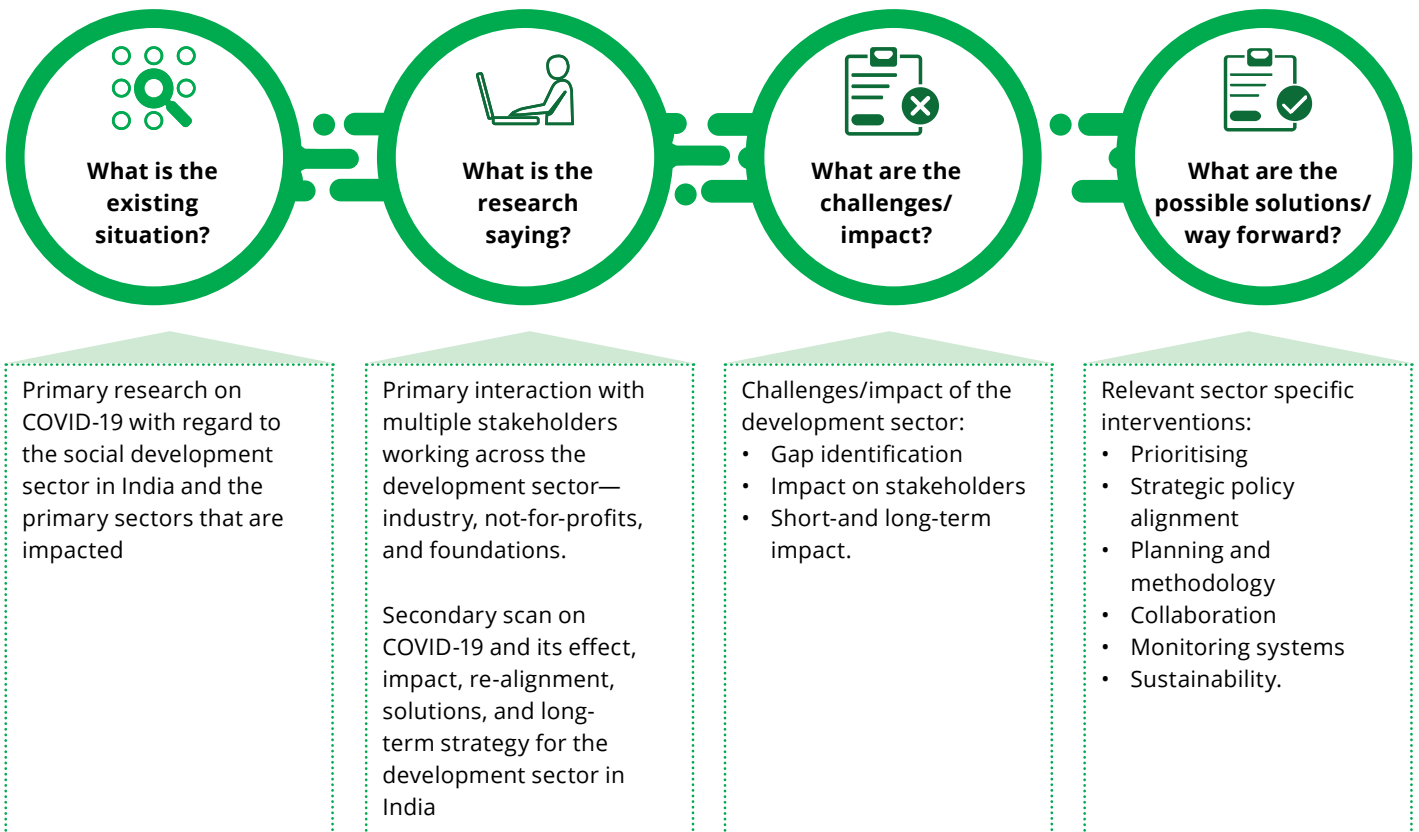 What is the
existing
situation?
What is the
research
saying?
What are the
challenges/
impact?
What are the
possible solutions/
way forward?
Primary research on
COVID-19 with regard to
the social development
sector in India and the
primary sectors that are
impacted
Primary interaction with
multiple stakeholders
working across the
development sector—
industry, not-for-profits,
and foundations.
Secondary scan on
COVID-19 and its effect,
impact, re-alignment,
solutions, and long-
term strategy for the
development sector in
India
Challenges/impact of the
development sector:
• Gap identification
• Impact on stakeholders
• Short-and long-term
impact.
Relevant sector specific
interventions:
• Prioritising
• Strategic policy
alignment
• Planning and
methodology
• Collaboration
• Monitoring systems
• Sustainability.